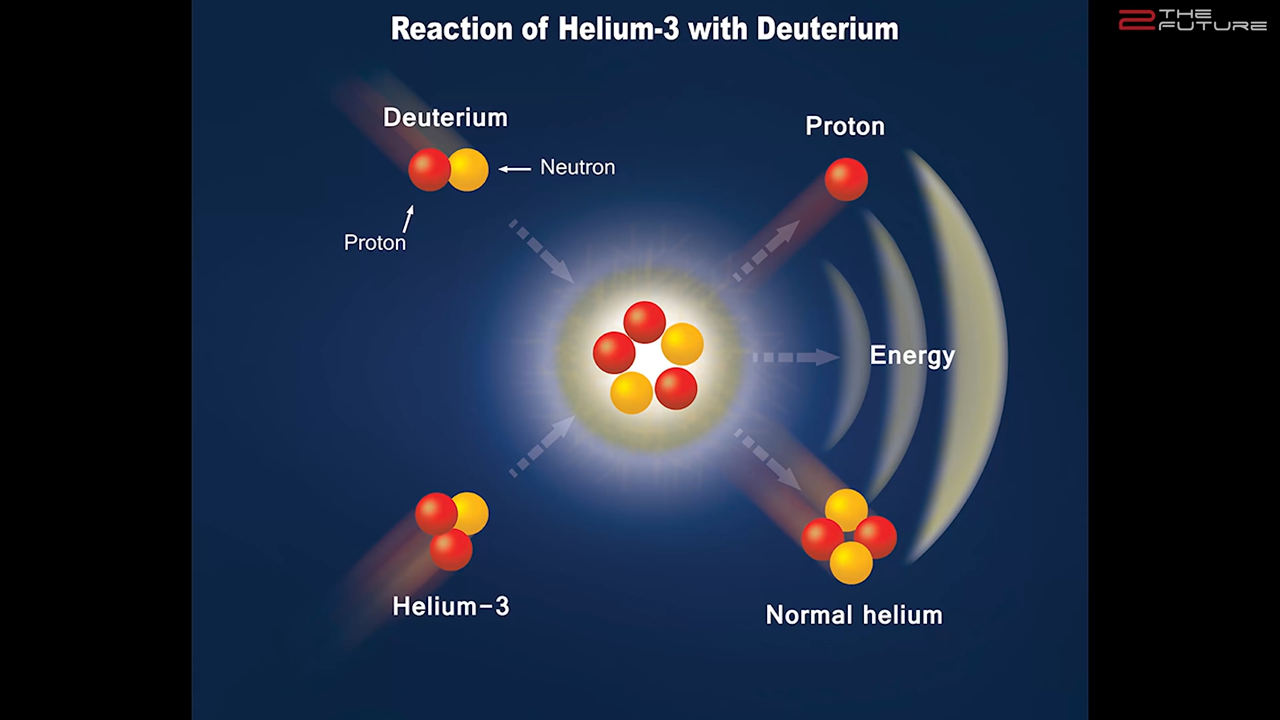 Reaction of Helium-3 with Deuterium
2 THE
FUTURE
Deuterium
Proton
Neutron
Proton
Energy
Helium-3
Normal helium